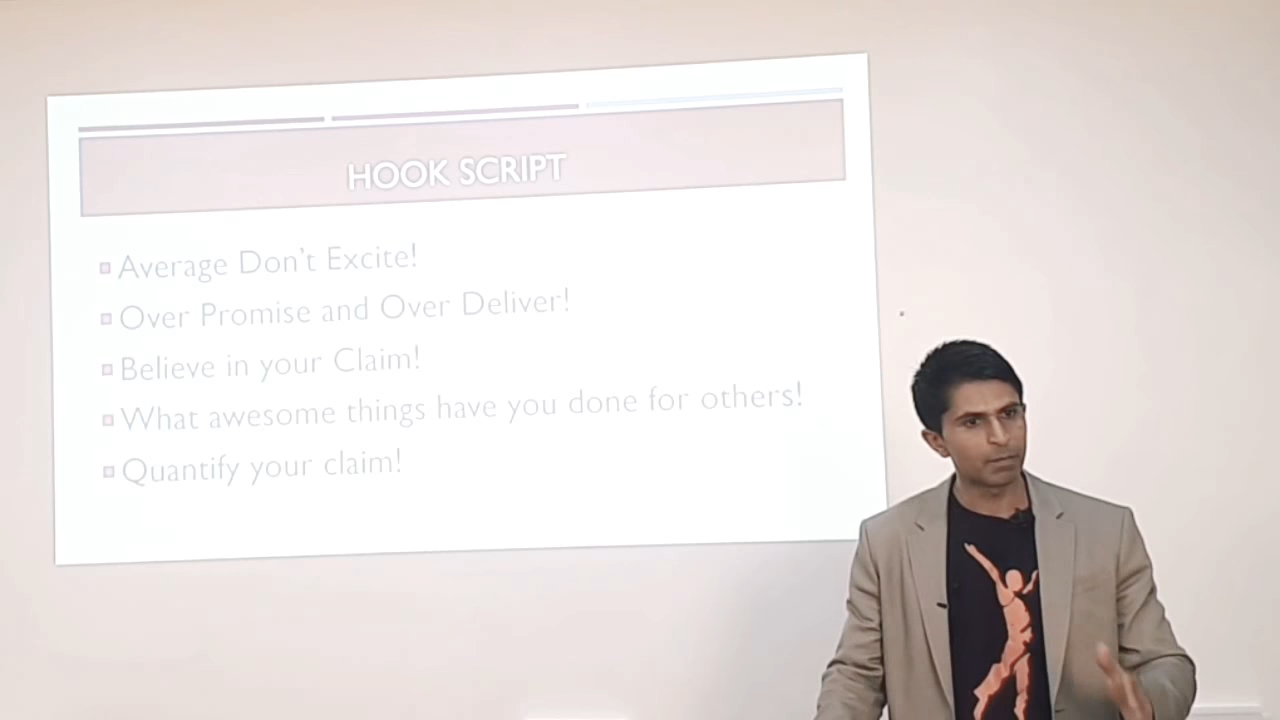 HOOK SCRIPT
Average Don't Excite!
Over Promise and Over Deliver!
Believe in your Claim!
What awesome things have you done for others!
Quantify your claim!